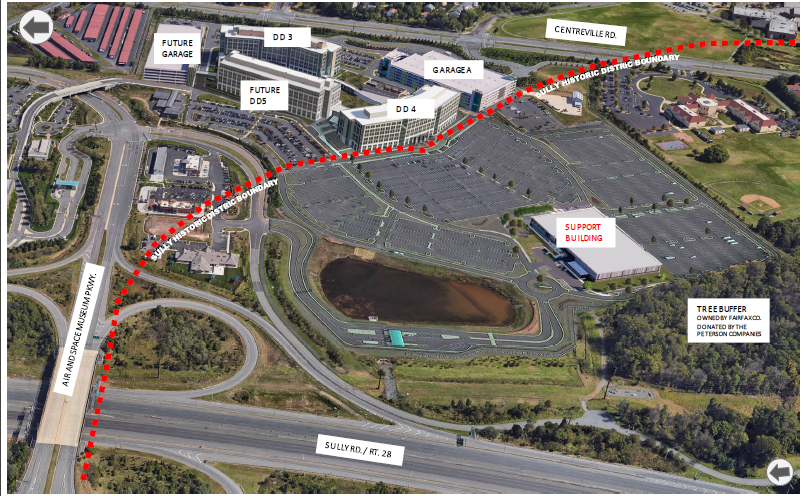 CENTREVILLE RD.
DD 3
FUTURE
GARAGE
GARAGE A
SULLY HISTORIC DISTRIC BOUNDARY
FUTURE
DD5
DD 4
SULLY HISTORIC DISTRIC BOUNDARY
SUPPORT
BUILDING
AIR AND SPACE MUSEUM PKWY.
TREE BUFFER
OWNED BY FAIRFAX CO.
DONATED BY THE
PETERSON COMPANIES
SULLY RD. / RT. 28